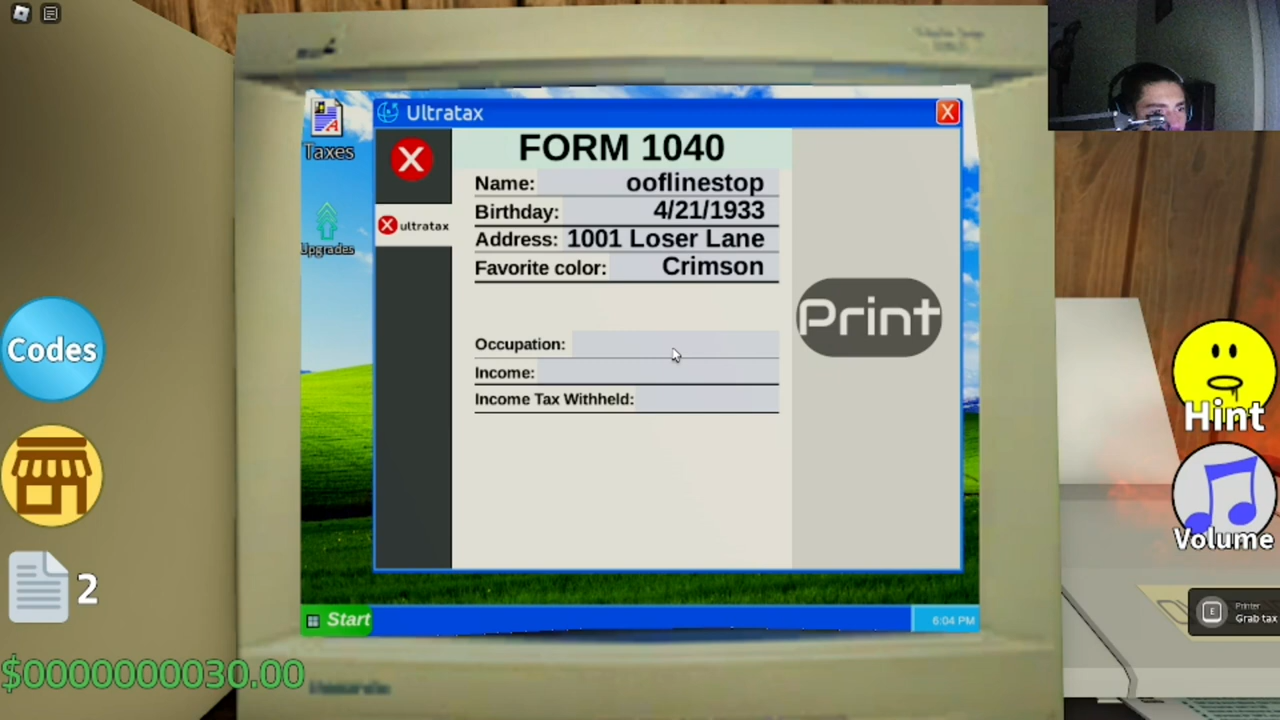 Ultratax
Taxes
Upgrades
ultratax
FORM 1040
Name: ooflinestop
Birthday: 4/21/1933
Address: 1001 Loser Lane
Favorite color: Crimson
Occupation:
Income:
Income Tax Withheld:
Print
Start
6:04 PM
Codes
2
$0000000030.00
Hint
Volume
E
Printer
Grab tax